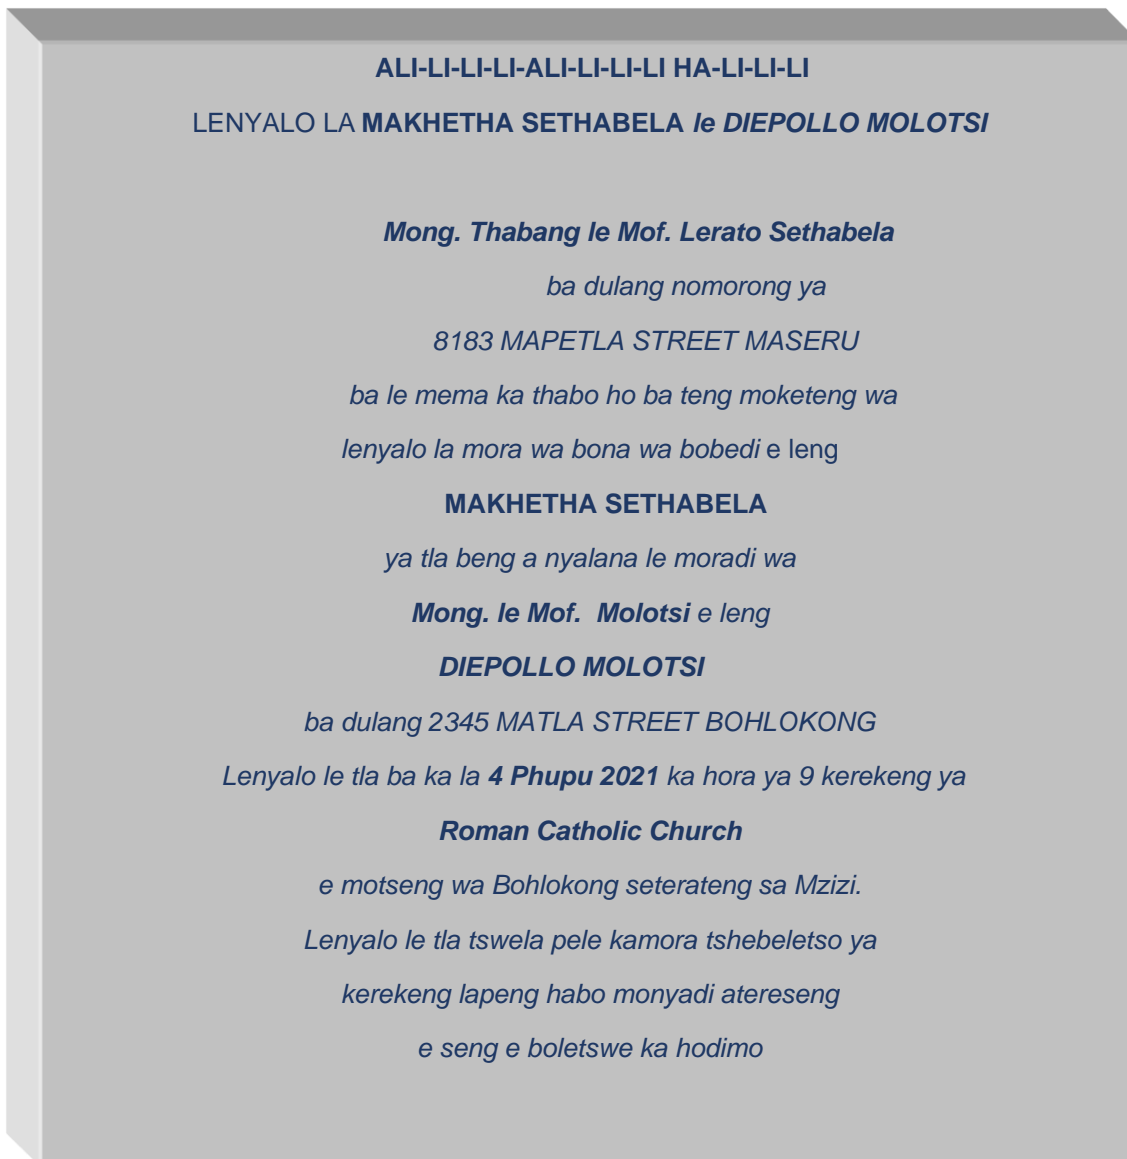 ALI-LI-LI-LI-ALI-LI-LI-LI HA-LI-LI-LI
LENYALO LA MAKHETHA SETHABELA le DIEPOLLO MOLOTSI
Mong. Thabang le Mof. Lerato Sethabela
ba dulang nomorong ya
8183 MAPETLA STREET MASERU
ba le mema ka thabo ho ba teng moketeng wa
lenyalo la mora wa bona wa bobedi e leng
MAKHETHA SETHABELA
ya tla beng a nyalana le moradi wa
Mong. le Mof. Molotsi e leng
DIEPOLLO MOLOTSI
ba dulang 2345 MATLA STREET BOHLOKONG
Lenyalo le tla ba ka la 4 Phupu 2021 ka hora ya 9 kerekeng ya
Roman Catholic Church
e motseng wa Bohlokong seterateng sa Mzizi.
Lenyalo le tla tswela pele kamora tshebeletso ya
kerekeng lapeng habo monyadi atereseng
e seng e boletswe ka hodimo